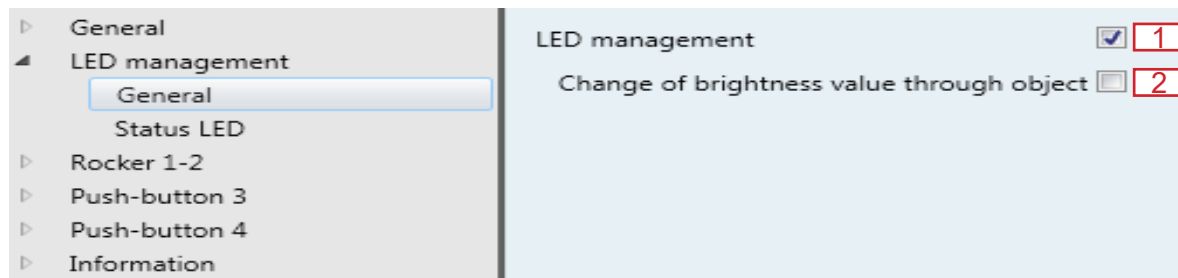 General
LED management
General
Status LED
Rocker 1-2
Push-button 3
Push-button 4
Information
LED management 1
Change of brightness value through object 2